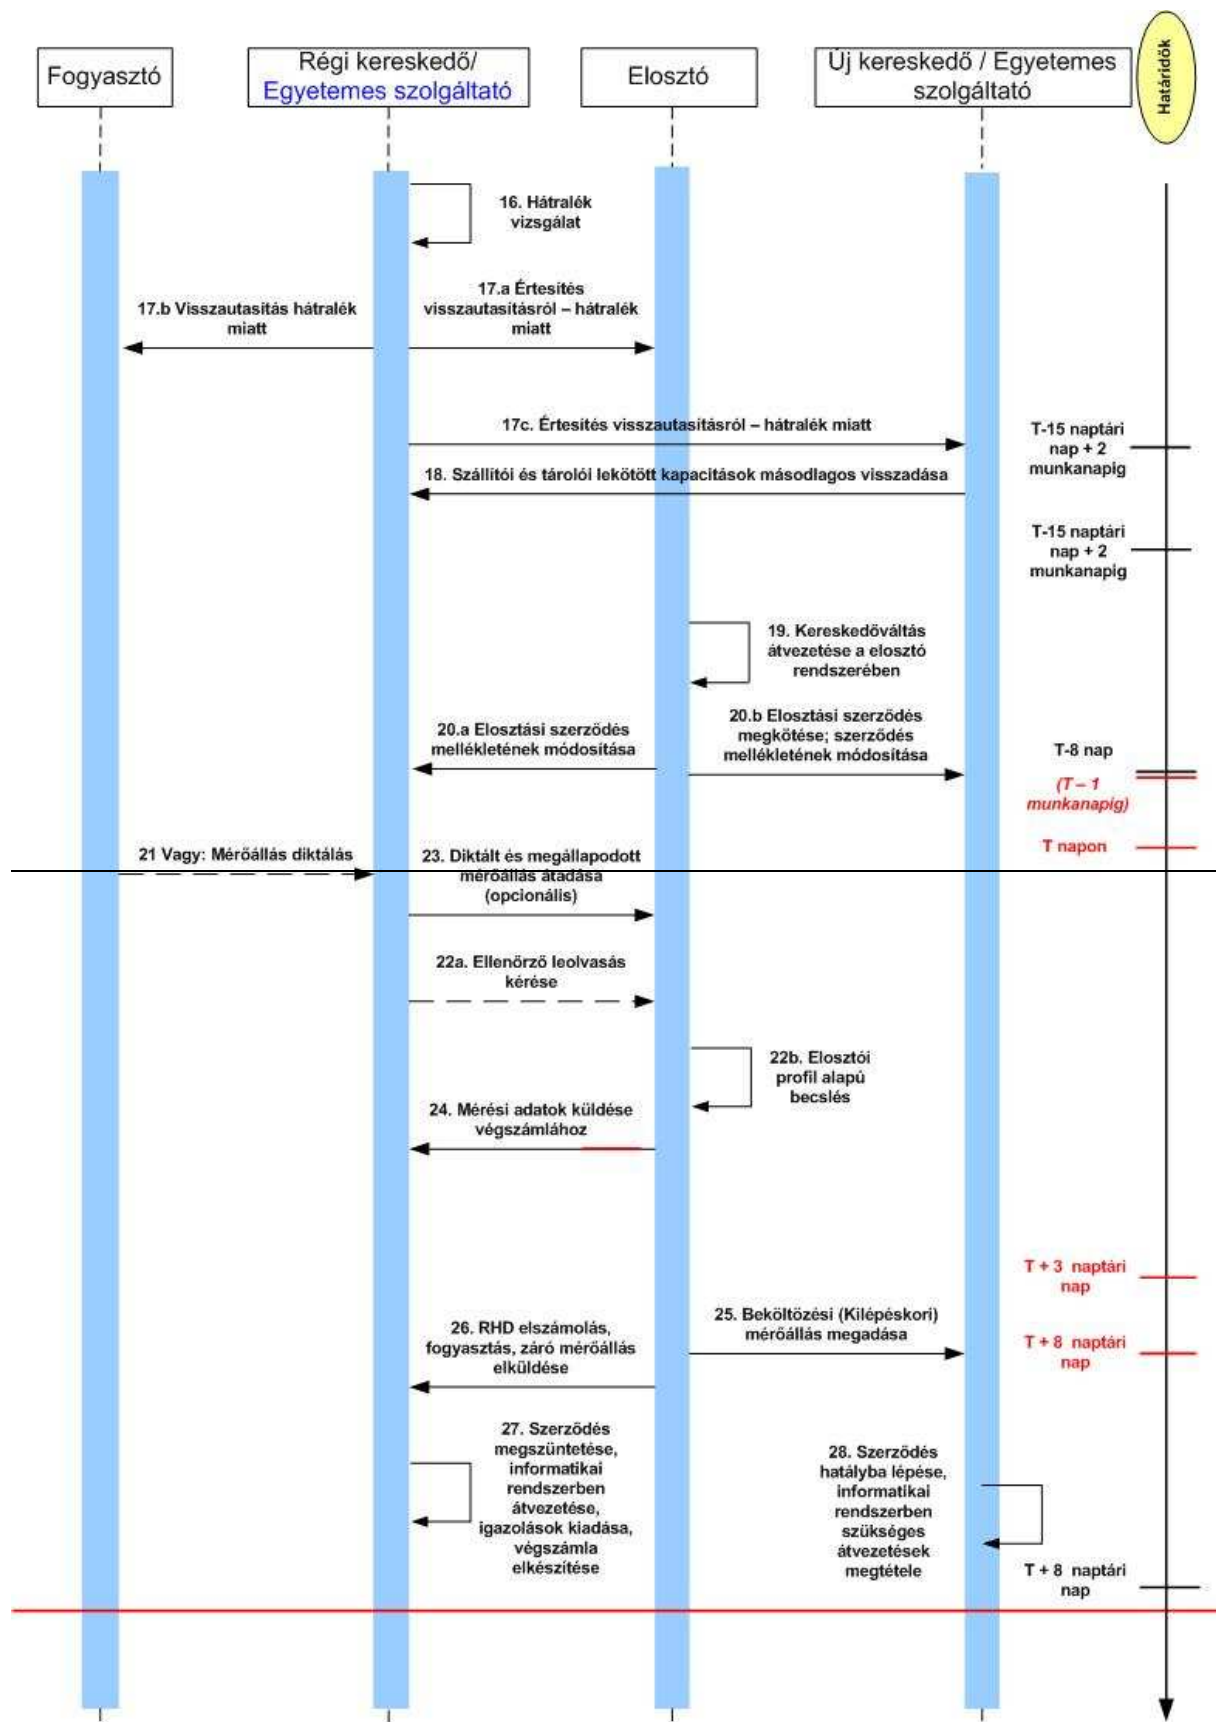 Fogyasztó
Régi kereskedő/
Egyetemes szolgáltató
Elosztó
Új kereskedő / Egyetemes
szolgáltató
Határidők
16. Hátralék
vizsgálat
17.b Visszautasítás hátralék
miatt
17.a Értesítés
visszautasításról – hátralék
miatt
17c. Értesítés visszautasításról – hátralék miatt
T-15 naptári
nap + 2
munkanapig
18. Szállítói és tárolói lekötött kapacitások másodlagos visszadása
T-15 naptári
nap + 2
munkanapig
19. Kereskedőváltás
átvezetése a elosztó
rendszerében
20.a Elosztási szerződés
mellékletének módosítása
20.b Elosztási szerződés
megkötése; szerződés
mellékletének módosítása
T-8 nap
(T – 1
munkanapig)
T napon
21 Vagy: Mérőállás diktálás
23. Diktált és megállapodott
mérőállás átadása
(opcionális)
22a. Ellenőrző leolvasás
kérése
22b. Elosztói
profil alapú
becslés
24. Mérési adatok küldése
végszámlához
T + 3 naptári
nap
25. Beköltözési (Kilépéskori)
mérőállás megadása
T + 8 naptári
nap
26. RHD elszámolás,
fogyasztás, záró mérőállás
elküldése
27. Szerződés
megszüntetése,
informatikai
rendszerben
átvezetése,
igazolások kiadása,
végszámla
elkészítése
28. Szerződés
hatályba lépése,
informatikai
rendszerben
szükséges
átvezetések
megtétele
T + 8 naptári
nap